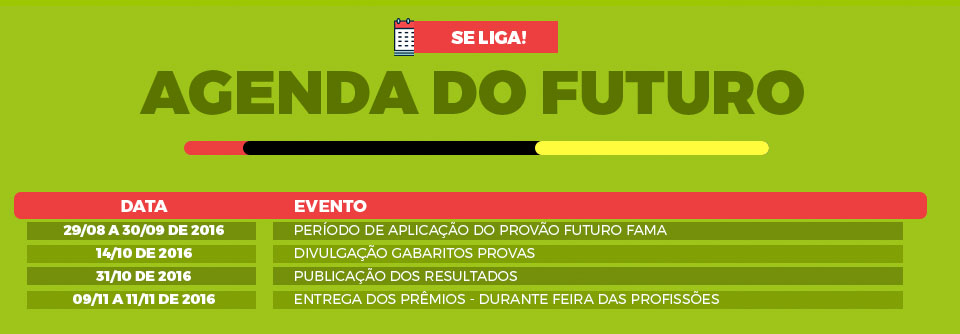 SE LIGA!
AGENDA DO FUTURO
DATA EVENTO
29/08 A 30/09 DE 2016 PERÍODO DE APLICAÇÃO DO PROVÃO FUTURO FAMA
14/10 DE 2016 DIVULGAÇÃO GABARITOS PROVAS
31/10 DE 2016 PUBLICAÇÃO DOS RESULTADOS
09/11 A 11/11 DE 2016 ENTREGA DOS PRÊMIOS - DURANTE FEIRA DAS PROFISSÕES